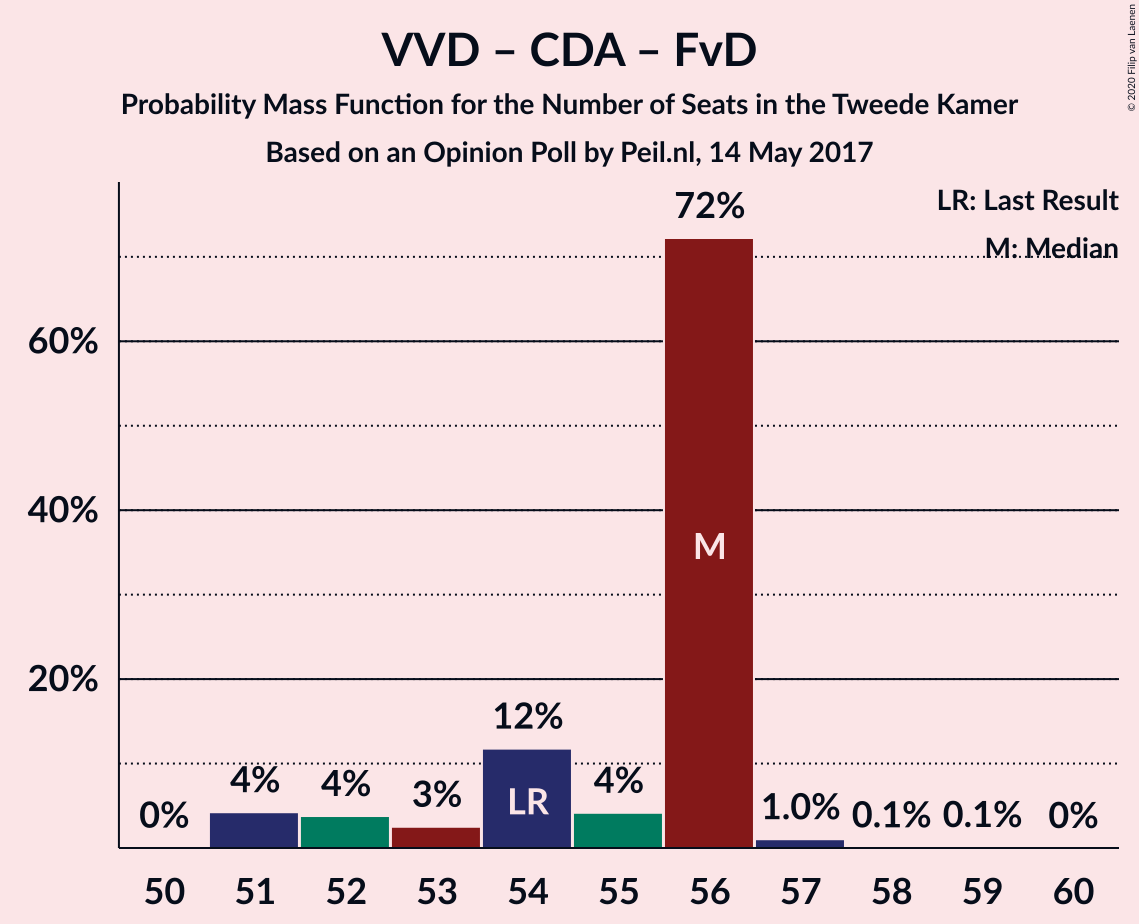 VVD – CDA – FvD
Probability Mass Function for the Number of Seats in the Tweede Kamer
Based on an Opinion Poll by Peil.nl, 14 May 2017
© 2020 Filip van Laenen
LR: Last Result
M: Median
72%
60%
40%
20%
M
12%
LR
0%
4%
4%
3%
4%
1.0%
0.1%
0.1%
0%
50 51 52 53 54 55 56 57 58 59 60